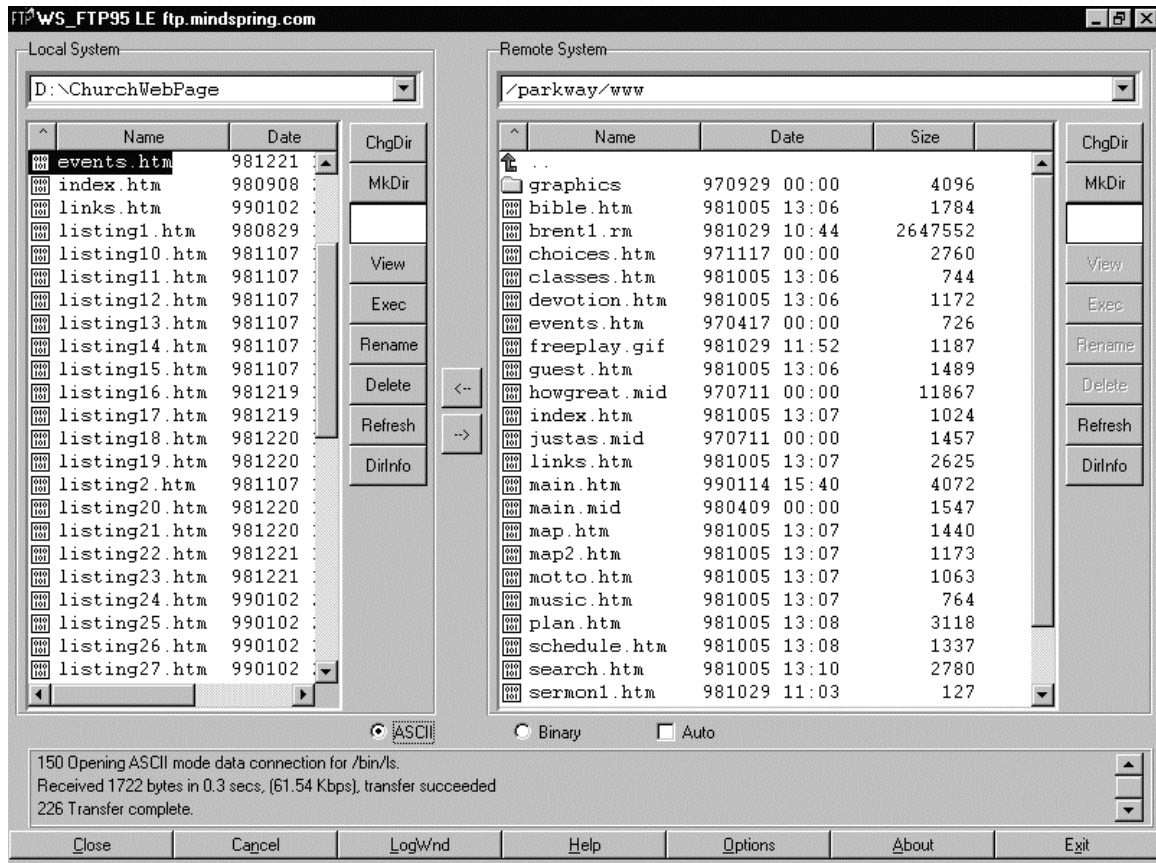 FTP WS_FTP95 LE ftp.mindspring.com
Local System
D:\ChurchWebPage
^ Name Date
events.htm 981221
index.htm 980908
links.htm 990102
listing1.htm 980829
listing10.htm 981107
listing11.htm 981107
listing12.htm 981107
listing13.htm 981107
listing14.htm 981107
listing15.htm 981107
listing16.htm 981219
listing17.htm 981219
listing18.htm 981220
listing19.htm 981220
listing2.htm 981107
listing20.htm 981220
listing21.htm 981220
listing22.htm 981221
listing23.htm 981221
listing24.htm 990102
listing25.htm 990102
listing26.htm 990102
listing27.htm 990102
ChgDir
MkDir
View
Exec
Rename
Delete
Refresh
DirInfo
<--
-->
Remote System
/parkway/www
^ Name Date Size
..
graphics 970929 00:00 4096
bible.htm 981005 13:06 1784
brent1.rm 981029 10:44 2647552
choices.htm 971117 00:00 2760
classes.htm 981005 13:06 744
devotion.htm 981005 13:06 1172
events.htm 970417 00:00 726
freeplay.gif 981029 11:52 1187
guest.htm 981005 13:06 1489
howgreat.mid 970711 00:00 11867
index.htm 981005 13:07 1024
justas.mid 970711 00:00 1457
links.htm 981005 13:07 2625
main.htm 990114 15:40 4072
main.mid 980409 00:00 1547
map.htm 981005 13:07 1440
map2.htm 981005 13:07 1173
motto.htm 981005 13:07 1063
music.htm 981005 13:07 764
plan.htm 981005 13:08 3118
schedule.htm 981005 13:08 1337
search.htm 981005 13:10 2780
sermon1.htm 981029 11:03 127
ChgDir
MkDir
View
Exec
Rename
Delete
Refresh
DirInfo
ASCII Binary Auto
150 Opening ASCII mode data connection for /bin/ls.
Received 1722 bytes in 0.3 secs, (61.54 Kbps), transfer succeeded
226 Transfer complete.
Close Cancel LogWnd Help Options About Exit